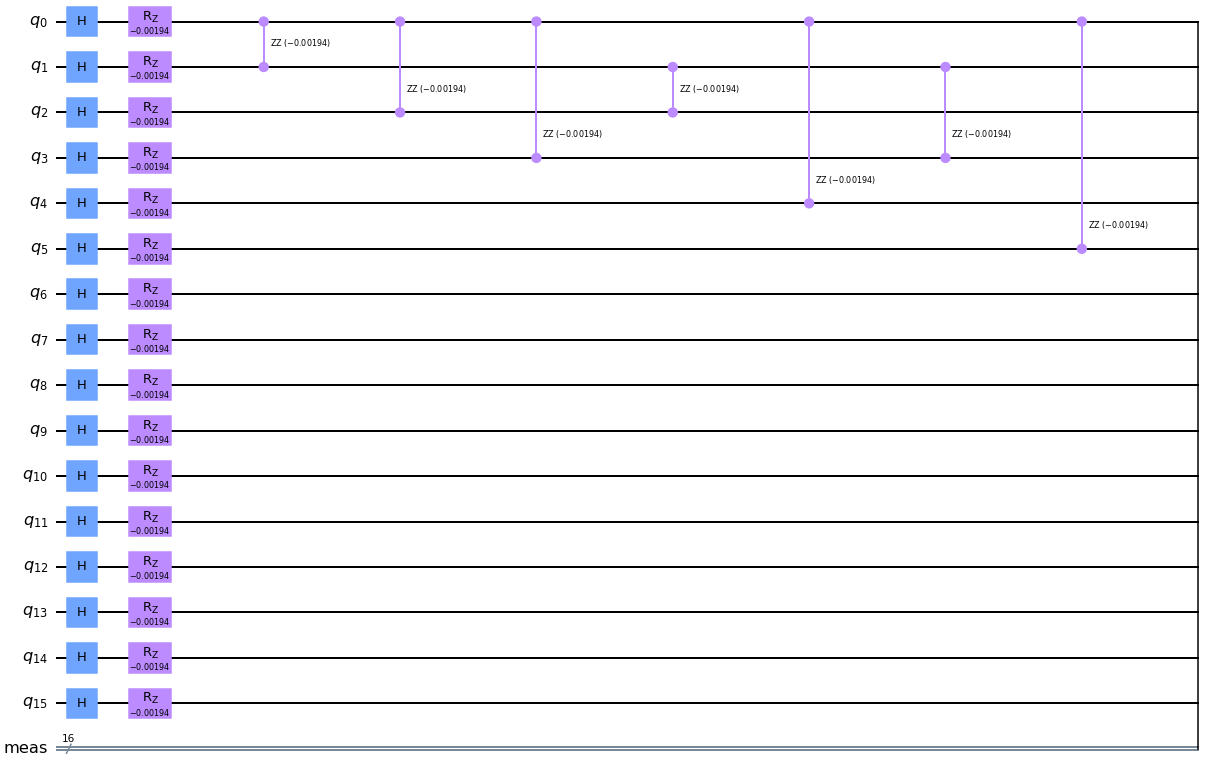 q0 H RZ −0.00194
ZZ (−0.00194)
q1 H RZ −0.00194
ZZ (−0.00194) ZZ (−0.00194)
q2 H RZ −0.00194
ZZ (−0.00194) ZZ (−0.00194)
q3 H RZ −0.00194
ZZ (−0.00194)
q4 H RZ −0.00194
ZZ (−0.00194)
q5 H RZ −0.00194
q6 H RZ −0.00194
q7 H RZ −0.00194
q8 H RZ −0.00194
q9 H RZ −0.00194
q10 H RZ −0.00194
q11 H RZ −0.00194
q12 H RZ −0.00194
q13 H RZ −0.00194
q14 H RZ −0.00194
q15 H RZ −0.00194
16
meas